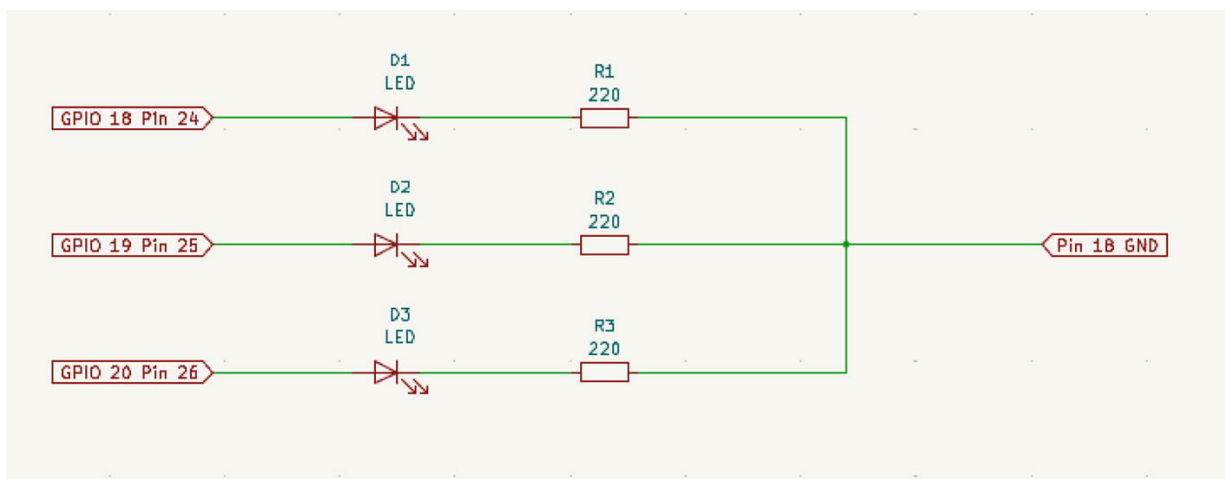 D1
LED
R1
220
GPIO 18 Pin 24
D2
LED
R2
220
GPIO 19 Pin 25
Pin 18 GND
D3
LED
R3
220
GPIO 20 Pin 26